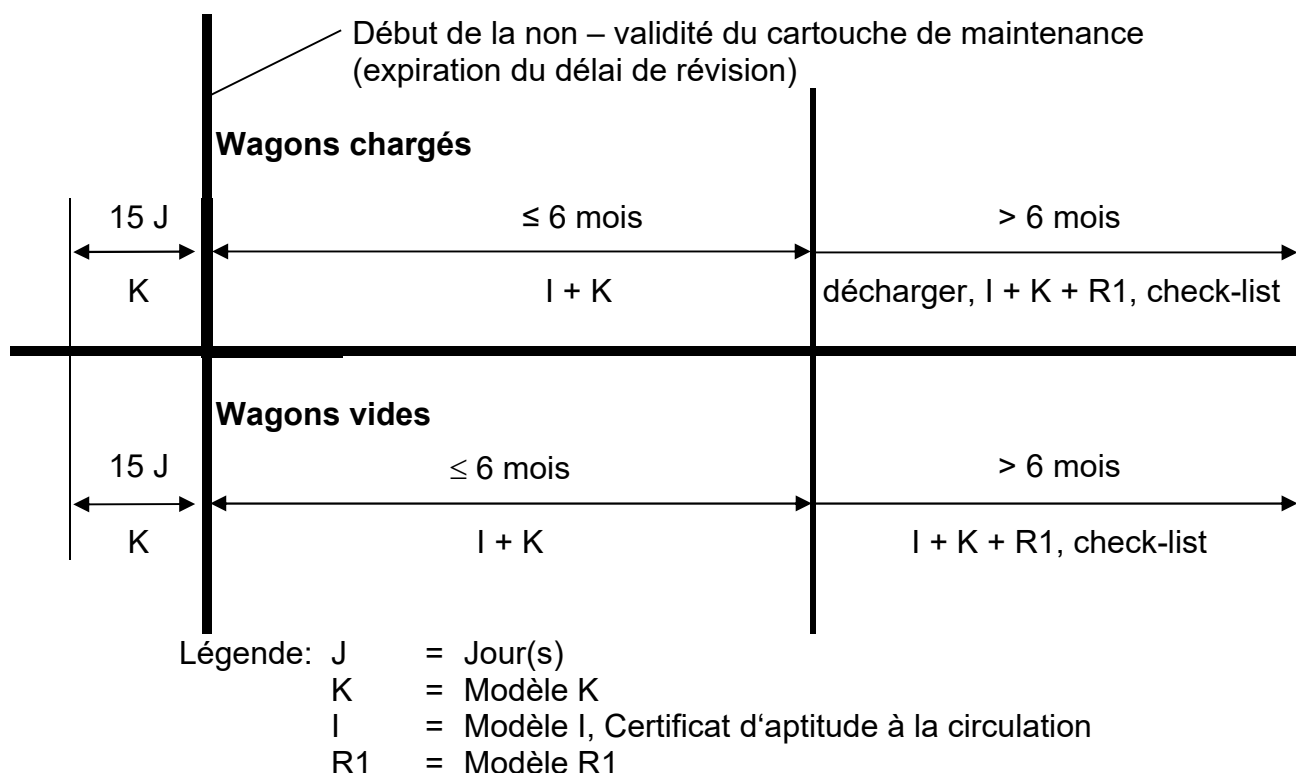 Début de la non – validité du cartouche de maintenance
(expiration du délai de révision)
Wagons chargés
15 J ≤ 6 mois > 6 mois
K I + K décharger, I + K + R1, check-list
Wagons vides
15 J ≤ 6 mois > 6 mois
K I + K I + K + R1, check-list
Légende: J = Jour(s)
K = Modèle K
I = Modèle I, Certificat d‘aptitude à la circulation
R1 = Modèle R1